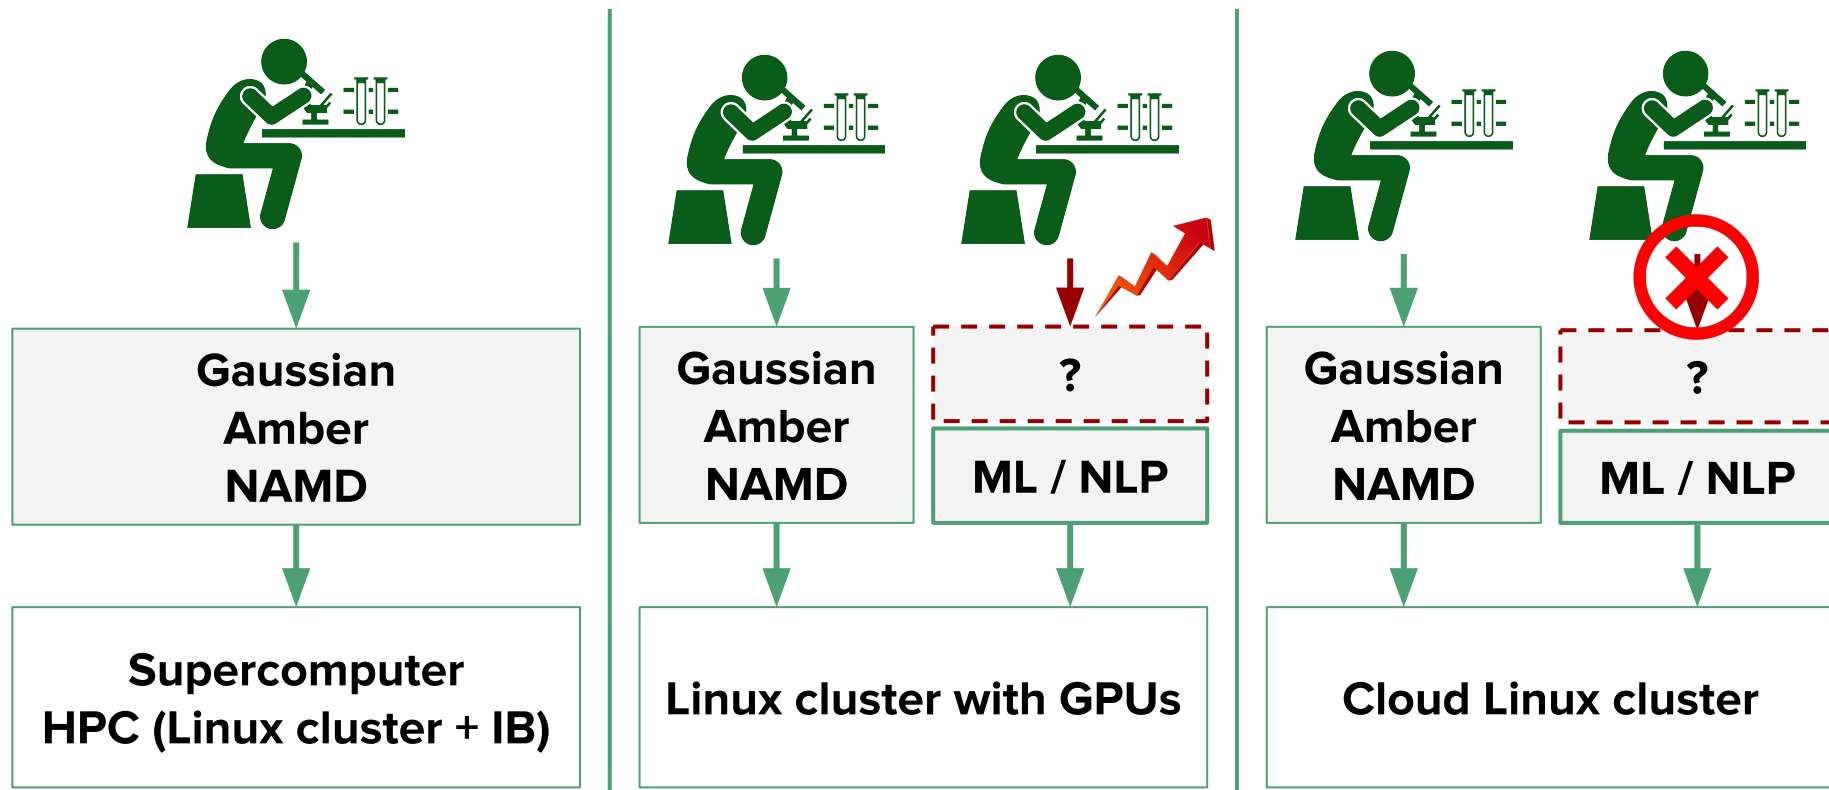 Gaussian
Amber
NAMD
Supercomputer
HPC (Linux cluster + IB)
Gaussian
Amber
NAMD
?
ML / NLP
Linux cluster with GPUs
Gaussian
Amber
NAMD
?
ML / NLP
Cloud Linux cluster